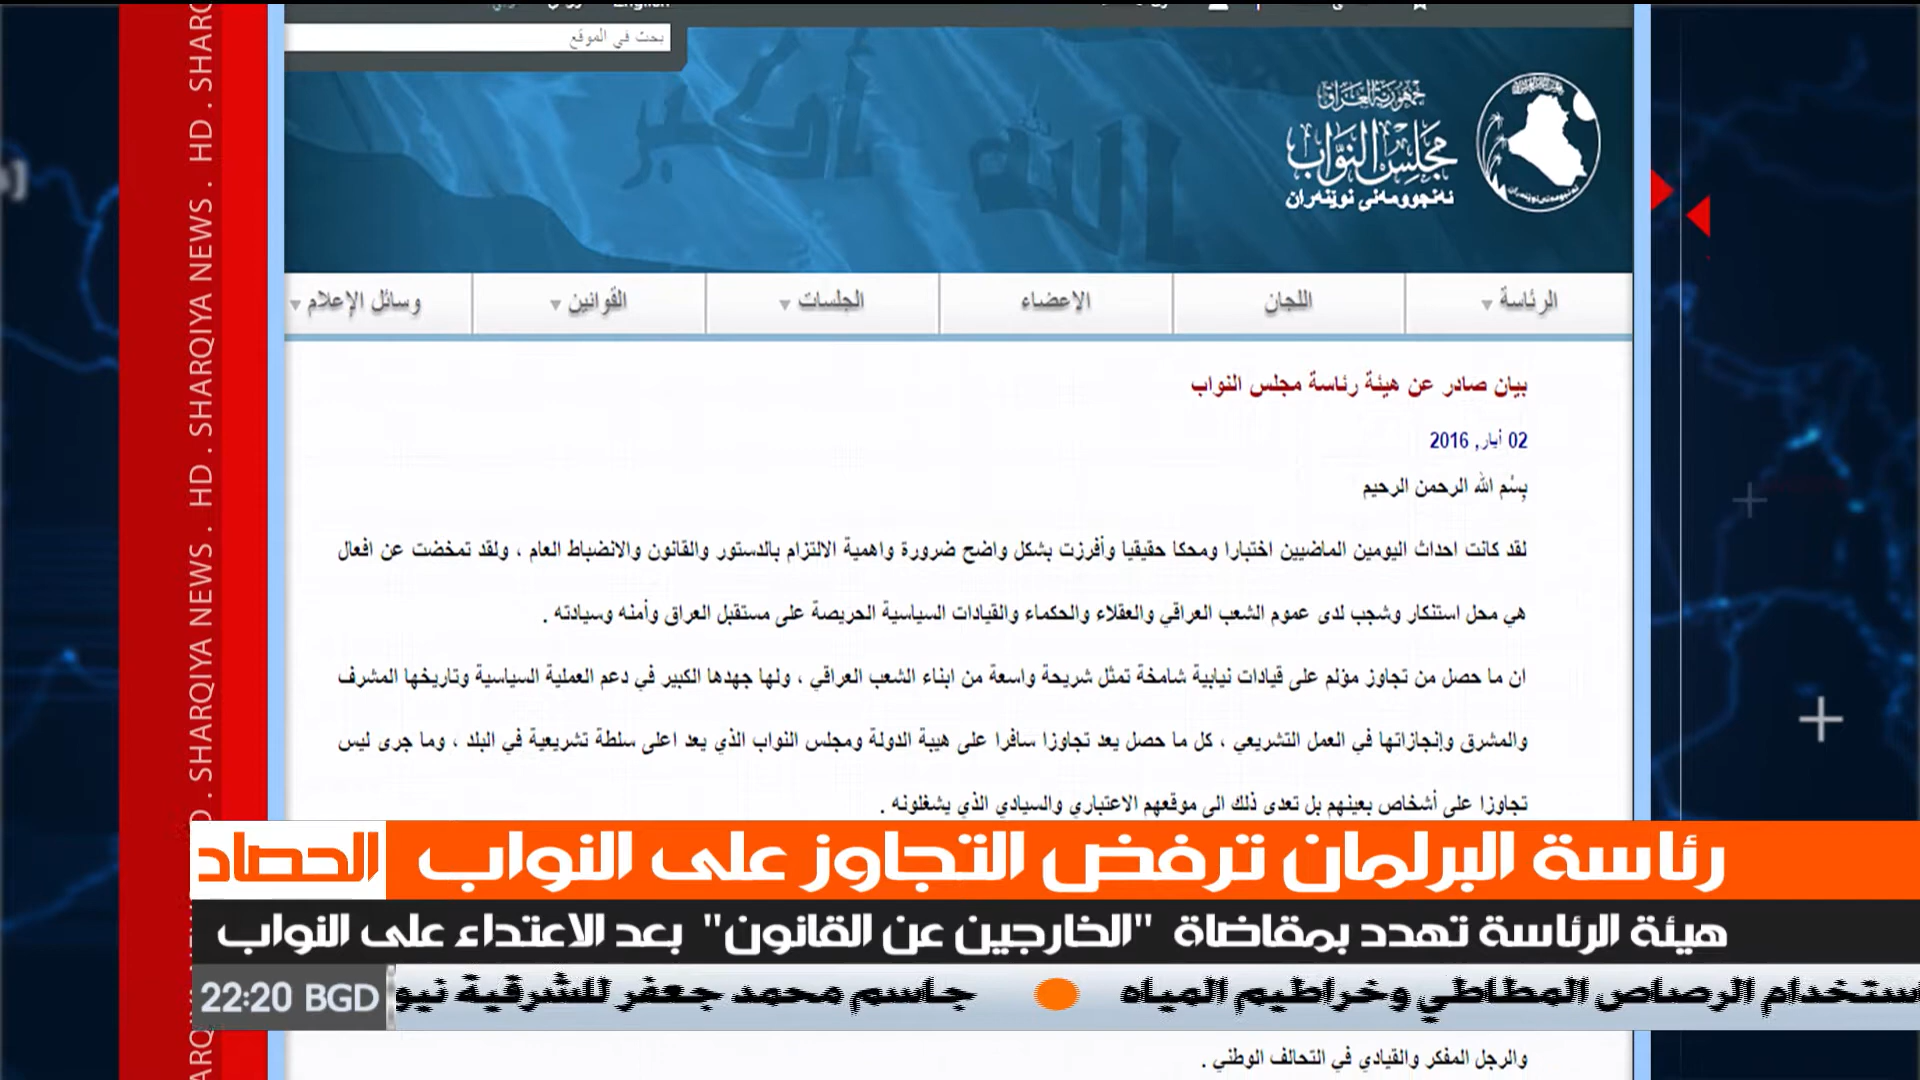 English
بحث في الموقع
جمهورية العراق
مجلس النواب
ئەنجوومەنی نوێنەران
الرئاسة
اللجان
الاعضاء
الجلسات
القوانين
وسائل الإعلام
بيان صادر عن هيئة رئاسة مجلس النواب
02 أيار, 2016
بِسْم الله الرحمن الرحيم
لقد كانت احداث اليومين الماضيين اختبارا ومحكا حقيقيا وأفرزت بشكل واضح ضرورة واهمية الالتزام بالدستور والقانون والانضباط العام ، ولقد تمخضت عن افعال
هي محل استنكار وشجب لدى عموم الشعب العراقي والعقلاء والحكماء والقيادات السياسية الحريصة على مستقبل العراق وأمنه وسيادته .
ان ما حصل من تجاوز مؤلم على قيادات نيابية شامخة تمثل شريحة واسعة من ابناء الشعب العراقي ، ولها جهدها الكبير في دعم العملية السياسية وتاريخها المشرف
والمشرق وإنجازاتها في العمل التشريعي ، كل ما حصل يعد تجاوزا سافرا على هيبة الدولة ومجلس النواب الذي يعد اعلى سلطة تشريعية في البلد ، وما جرى ليس
تجاوزا على أشخاص بعينهم بل تعدى ذلك الى موقعهم الاعتباري والسيادي الذي يشغلونه .
رئاسة البرلمان ترفض التجاوز على النواب
الحصاد
هيئة الرئاسة تهدد بمقاضاة "الخارجين عن القانون" بعد الاعتداء على النواب
ستخدام الرصاص المطاطي وخراطيم المياه
جاسم محمد جعفر للشرقية نيو
22:20 BGD
والرجل المفكر والقيادي في التحالف الوطني .
HD . SHARQIYA NEWS . HD . SHARQIYA NEWS .